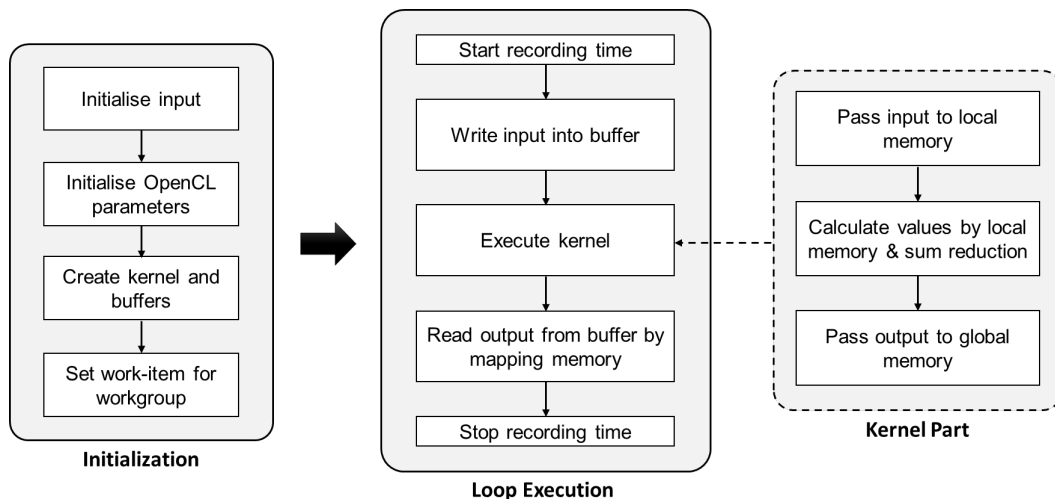 Initialise input
Initialise OpenCL
parameters
Create kernel and
buffers
Set work-item for
workgroup
Initialization
Start recording time
Write input into buffer
Execute kernel
Read output from buffer by
mapping memory
Stop recording time
Loop Execution
Pass input to local
memory
Calculate values by local
memory & sum reduction
Pass output to global
memory
Kernel Part